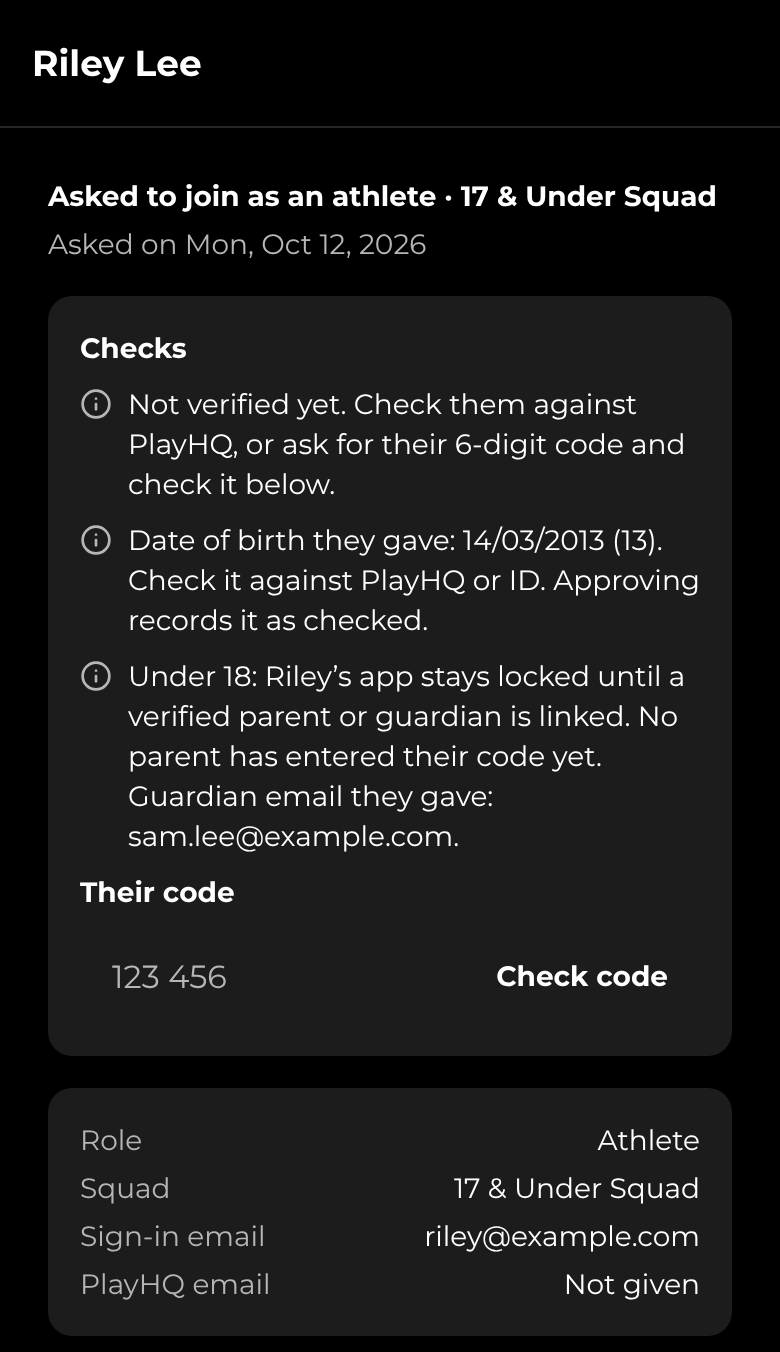 Riley Lee
Asked to join as an athlete · 17 & Under Squad
Asked on Mon, Oct 12, 2026
Checks
Not verified yet. Check them against
PlayHQ, or ask for their 6-digit code and
check it below.
Date of birth they gave: 14/03/2013 (13).
Check it against PlayHQ or ID. Approving
records it as checked.
Under 18: Riley’s app stays locked until a
verified parent or guardian is linked. No
parent has entered their code yet.
Guardian email they gave:
sam.lee@example.com.
Their code
123 456 Check code
Role Athlete
Squad 17 & Under Squad
Sign-in email riley@example.com
PlayHQ email Not given